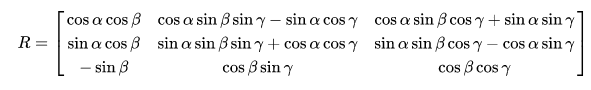 R = [ cos α cos β   cos α sin β sin γ − sin α cos γ   cos α sin β cos γ + sin α sin γ
sin α cos β   sin α sin β sin γ + cos α cos γ   sin α sin β cos γ − cos α sin γ
− sin β   cos β sin γ   cos β cos γ ]